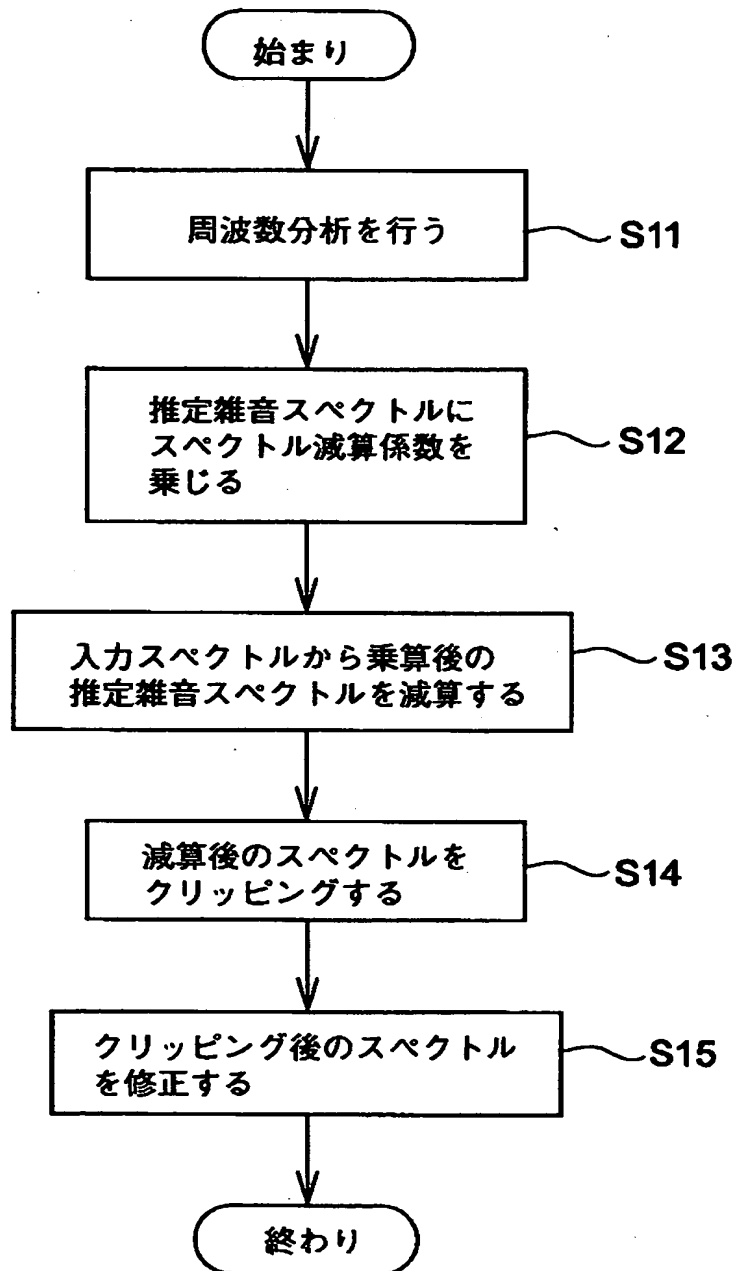 始まり
周波数分析を行う
S11
推定雑音スペクトルに
スペクトル減算係数を
乗じる
S12
入力スペクトルから乗算後の
推定雑音スペクトルを減算する
S13
減算後のスペクトルを
クリッピングする
S14
クリッピング後のスペクトル
を修正する
S15
終わり